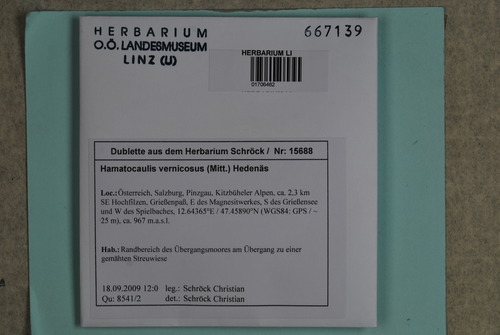 HERBARIUM
O.Ö. LANDESMUSEUM
LINZ (U)
667139
HERBARIUM LI
01706482
Dublette aus dem Herbarium Schröck / Nr: 15688
Hamatocaulis vernicosus (Mitt.) Hedenäs
Loc.: Österreich, Salzburg, Pinzgau, Kitzbüheler Alpen, ca. 2,3 km
SE Hochfilzen, Grießenpaß, E des Magnesitwerkes, S des Grießensee
und W des Spielbaches, 12.64365°E / 47.45890°N (WGS84: GPS / ~
25 m), ca. 967 m.a.s.l.
Hab.: Randbereich des Übergangsmoores am Übergang zu einer
gemähten Streuwiese
18.09.2009 12:0 leg.: Schröck Christian
Qu: 8541/2 det.: Schröck Christian